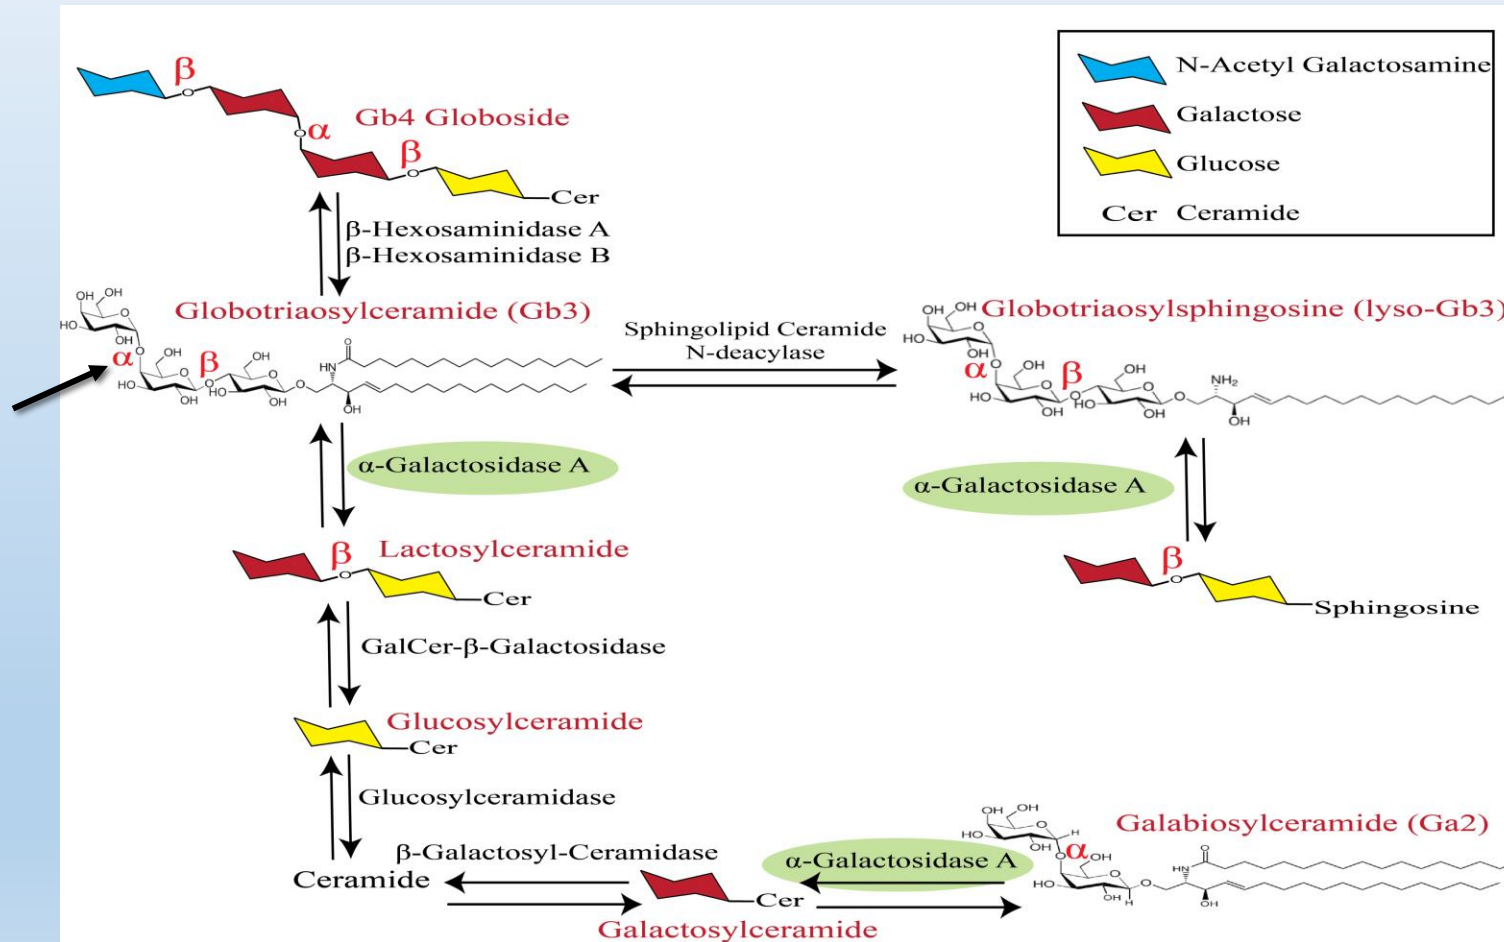 β
N-Acetyl Galactosamine
Galactose
Glucose
Cer Ceramide
Gb4 Globoside
α
β
Cer
β-Hexosaminidase A
β-Hexosaminidase B
Globotriaosylceramide (Gb3)
α
β
Sphingolipid Ceramide
N-deacylase
Globotriaosylsphingosine (lyso-Gb3)
α
β
NH₂
α-Galactosidase A
α-Galactosidase A
β
Lactosylceramide
Cer
β
Sphingosine
GalCer-β-Galactosidase
Glucosylceramide
Cer
Glucosylceramidase
β-Galactosyl-Ceramidase
α-Galactosidase A
Galabiosylceramide (Ga2)
α
Ceramide
Cer
Galactosylceramide